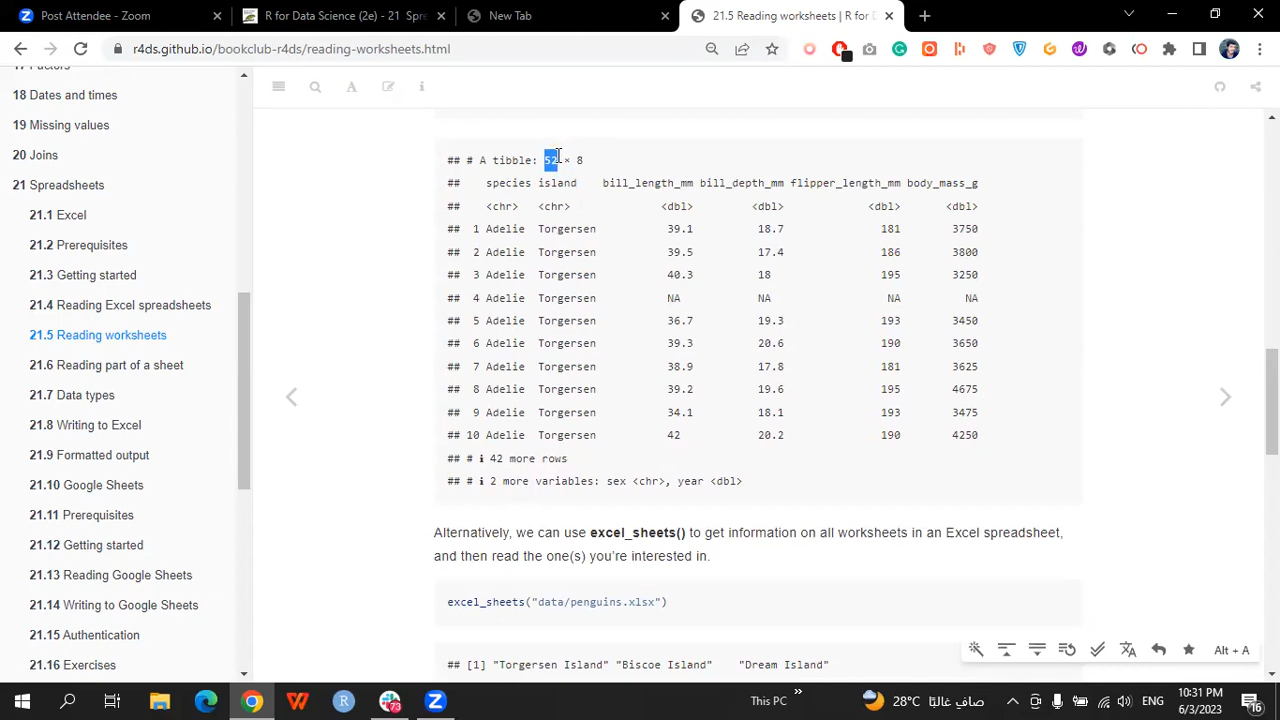 Post Attendee - Zoom
R for Data Science (2e) - 21 Spre
New Tab
21.5 Reading worksheets | R for D
r4ds.github.io/bookclub-r4ds/reading-worksheets.html
17 Factors
18 Dates and times
19 Missing values
20 Joins
21 Spreadsheets
21.1 Excel
21.2 Prerequisites
21.3 Getting started
21.4 Reading Excel spreadsheets
21.5 Reading worksheets
21.6 Reading part of a sheet
21.7 Data types
21.8 Writing to Excel
21.9 Formatted output
21.10 Google Sheets
21.11 Prerequisites
21.12 Getting started
21.13 Reading Google Sheets
21.14 Writing to Google Sheets
21.15 Authentication
21.16 Exercises
## # A tibble: 52 × 8
## species island bill_length_mm bill_depth_mm flipper_length_mm body_mass_g
## <chr> <chr> <dbl> <dbl> <dbl> <dbl>
## 1 Adelie Torgersen 39.1 18.7 181 3750
## 2 Adelie Torgersen 39.5 17.4 186 3800
## 3 Adelie Torgersen 40.3 18 195 3250
## 4 Adelie Torgersen NA NA NA NA
## 5 Adelie Torgersen 36.7 19.3 193 3450
## 6 Adelie Torgersen 39.3 20.6 190 3650
## 7 Adelie Torgersen 38.9 17.8 181 3625
## 8 Adelie Torgersen 39.2 19.6 195 4675
## 9 Adelie Torgersen 34.1 18.1 193 3475
## 10 Adelie Torgersen 42 20.2 190 4250
## # ℹ 42 more rows
## # ℹ 2 more variables: sex <chr>, year <dbl>
Alternatively, we can use excel_sheets() to get information on all worksheets in an Excel spreadsheet,
and then read the one(s) you're interested in.
excel_sheets("data/penguins.xlsx")
## [1] "Torgersen Island" "Biscoe Island" "Dream Island"
Alt + A
73
This PC
28°C صافي غالبًا
ENG
10:31 PM
6/3/2023
16